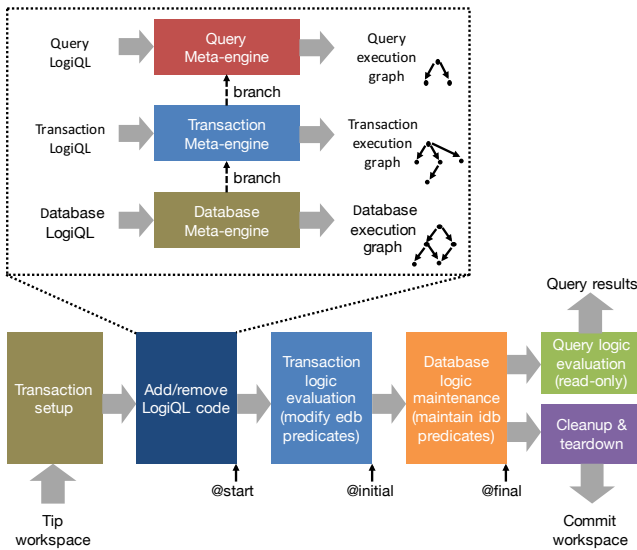 Query
LogiQL
Query
Meta-engine
Query
execution
graph
branch
Transaction
LogiQL
Transaction
Meta-engine
Transaction
execution
graph
branch
Database
LogiQL
Database
Meta-engine
Database
execution
graph
Query results
Transaction
setup
Add/remove
LogiQL code
Transaction
logic
evaluation
(modify edb
predicates)
Database
logic
maintenance
(maintain idb
predicates)
Query logic
evaluation
(read-only)
Cleanup &
teardown
@start
@initial
@final
Tip
workspace
Commit
workspace